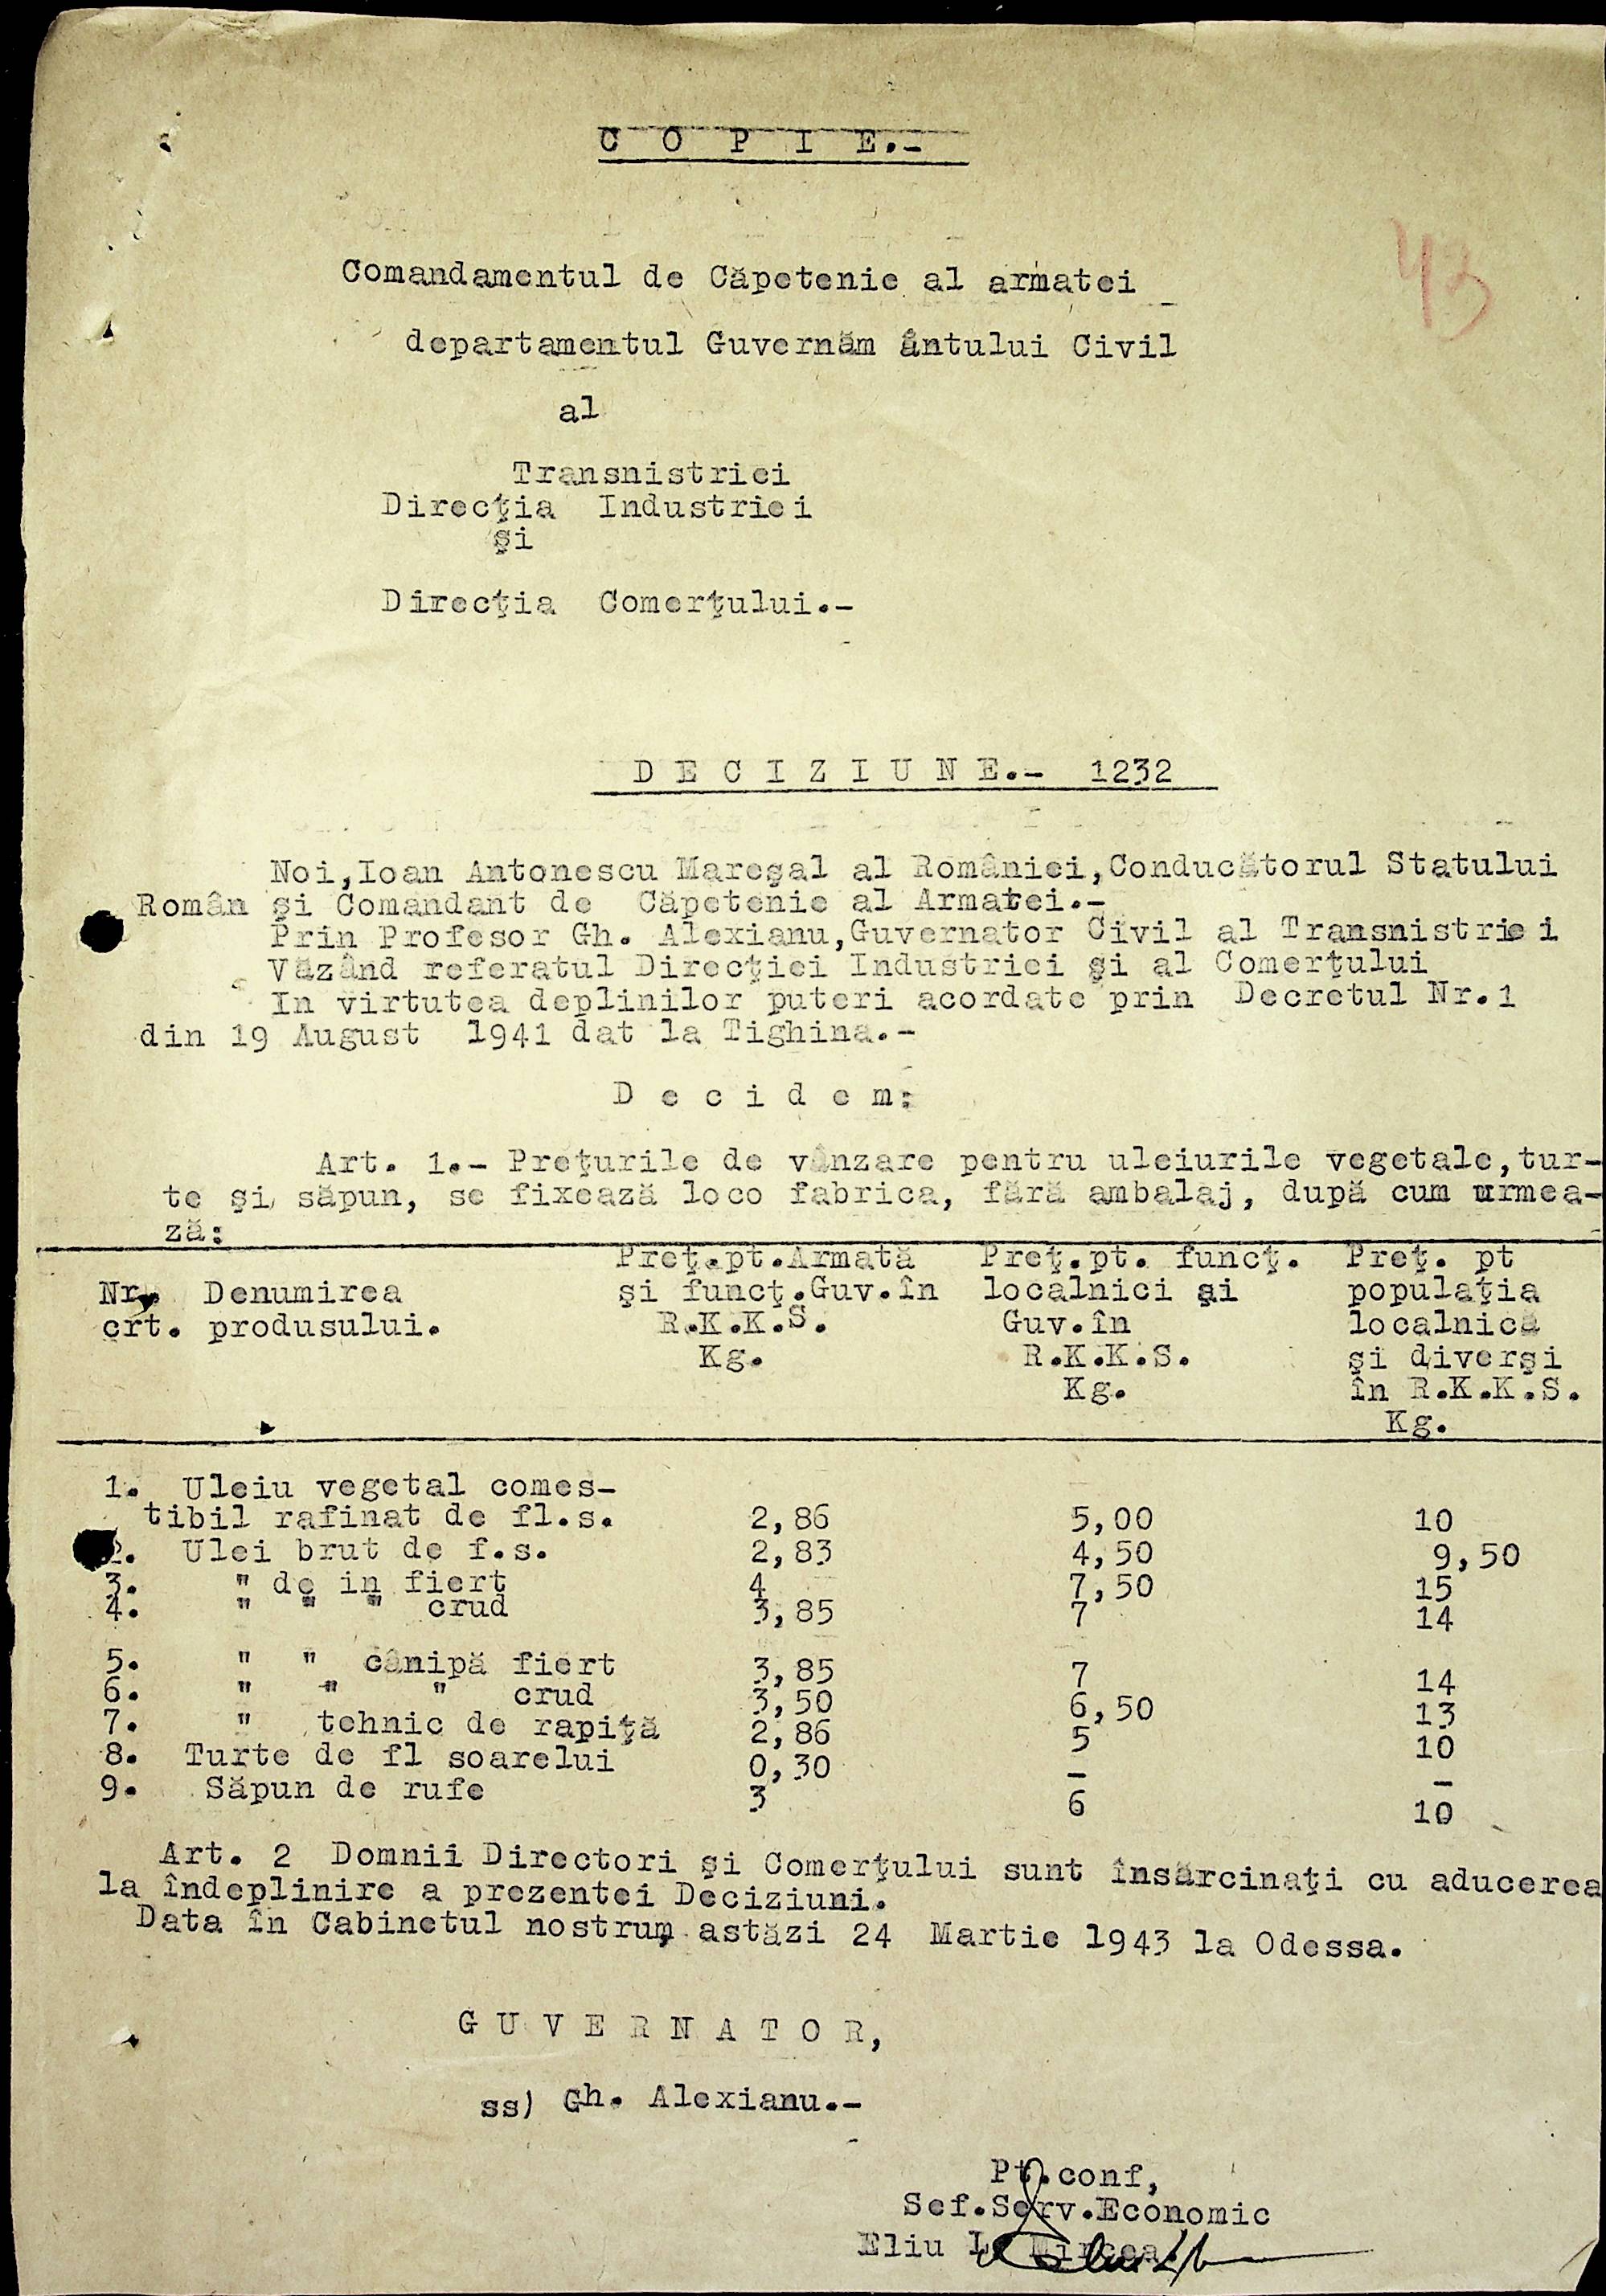 C O P I E.-
43
Comandamentul de Căpetenie al armatei
departamentul Guvernăm ântului Civil
al
Transnistriei
Direcţia Industriei
şi
Direcţia Comerţului.-
D E C I Z I U N E.- 1232
Noi,Ioan Antonescu Mareşal al României,Conducătorul Statului
Român şi Comandant de Căpetenie al Armatei.-
Prin Profesor Gh. Alexianu,Guvernator Civil al Transnistriei
Văzând referatul Direcţiei Industriei şi al Comerţului
In virtutea deplinilor puteri acordate prin Decretul Nr.1
din 19 August 1941 dat la Tighina.-
D e c i d e m:
Art. 1.- Preţurile de vânzare pentru uleiurile vegetale,tur-
te şi săpun, se fixează loco fabrica, fără ambalaj, după cum urmea-
ză:
Preţ.pt.Armată Preţ.pt. funcţ. Preţ. pt
Nr. Denumirea şi funcţ.Guv.în localnici şi populaţia
crt. produsului. R.K.K.S. Guv.în localnică
Kg. R.K.K.S. şi diverşi
Kg. în R.K.K.S.
Kg.
1. Uleiu vegetal comes-
tibil rafinat de fl.s. 2,86 5,00 10
2. Ulei brut de f.s. 2,83 4,50 9,50
3. " de in fiert 4 7,50 15
4. " " " crud 3,85 7 14
5. " " cânipă fiert 3,85 7 14
6. " " " crud 3,50 6,50 13
7. " tehnic de rapiţă 2,86 5 10
8. Turte de fl soarelui 0,30 - -
9. Săpun de rufe 3 6 10
Art. 2 Domnii Directori şi Comerţului sunt însărcinaţi cu aducerea
la îndeplinire a prezentei Deciziuni.
Data în Cabinetul nostrum, astăzi 24 Martie 1943 la Odessa.
G U V E R N A T O R,
ss) Gh. Alexianu.-
Pt.conf,
Sef.Serv.Economic
Eliu I. Mircea.